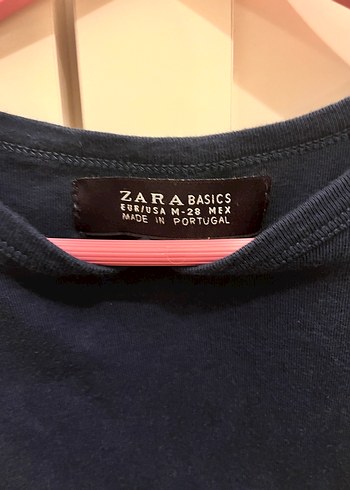 ZARA BASICS
EUR/USA M-28 MEX
MADE IN PORTUGAL